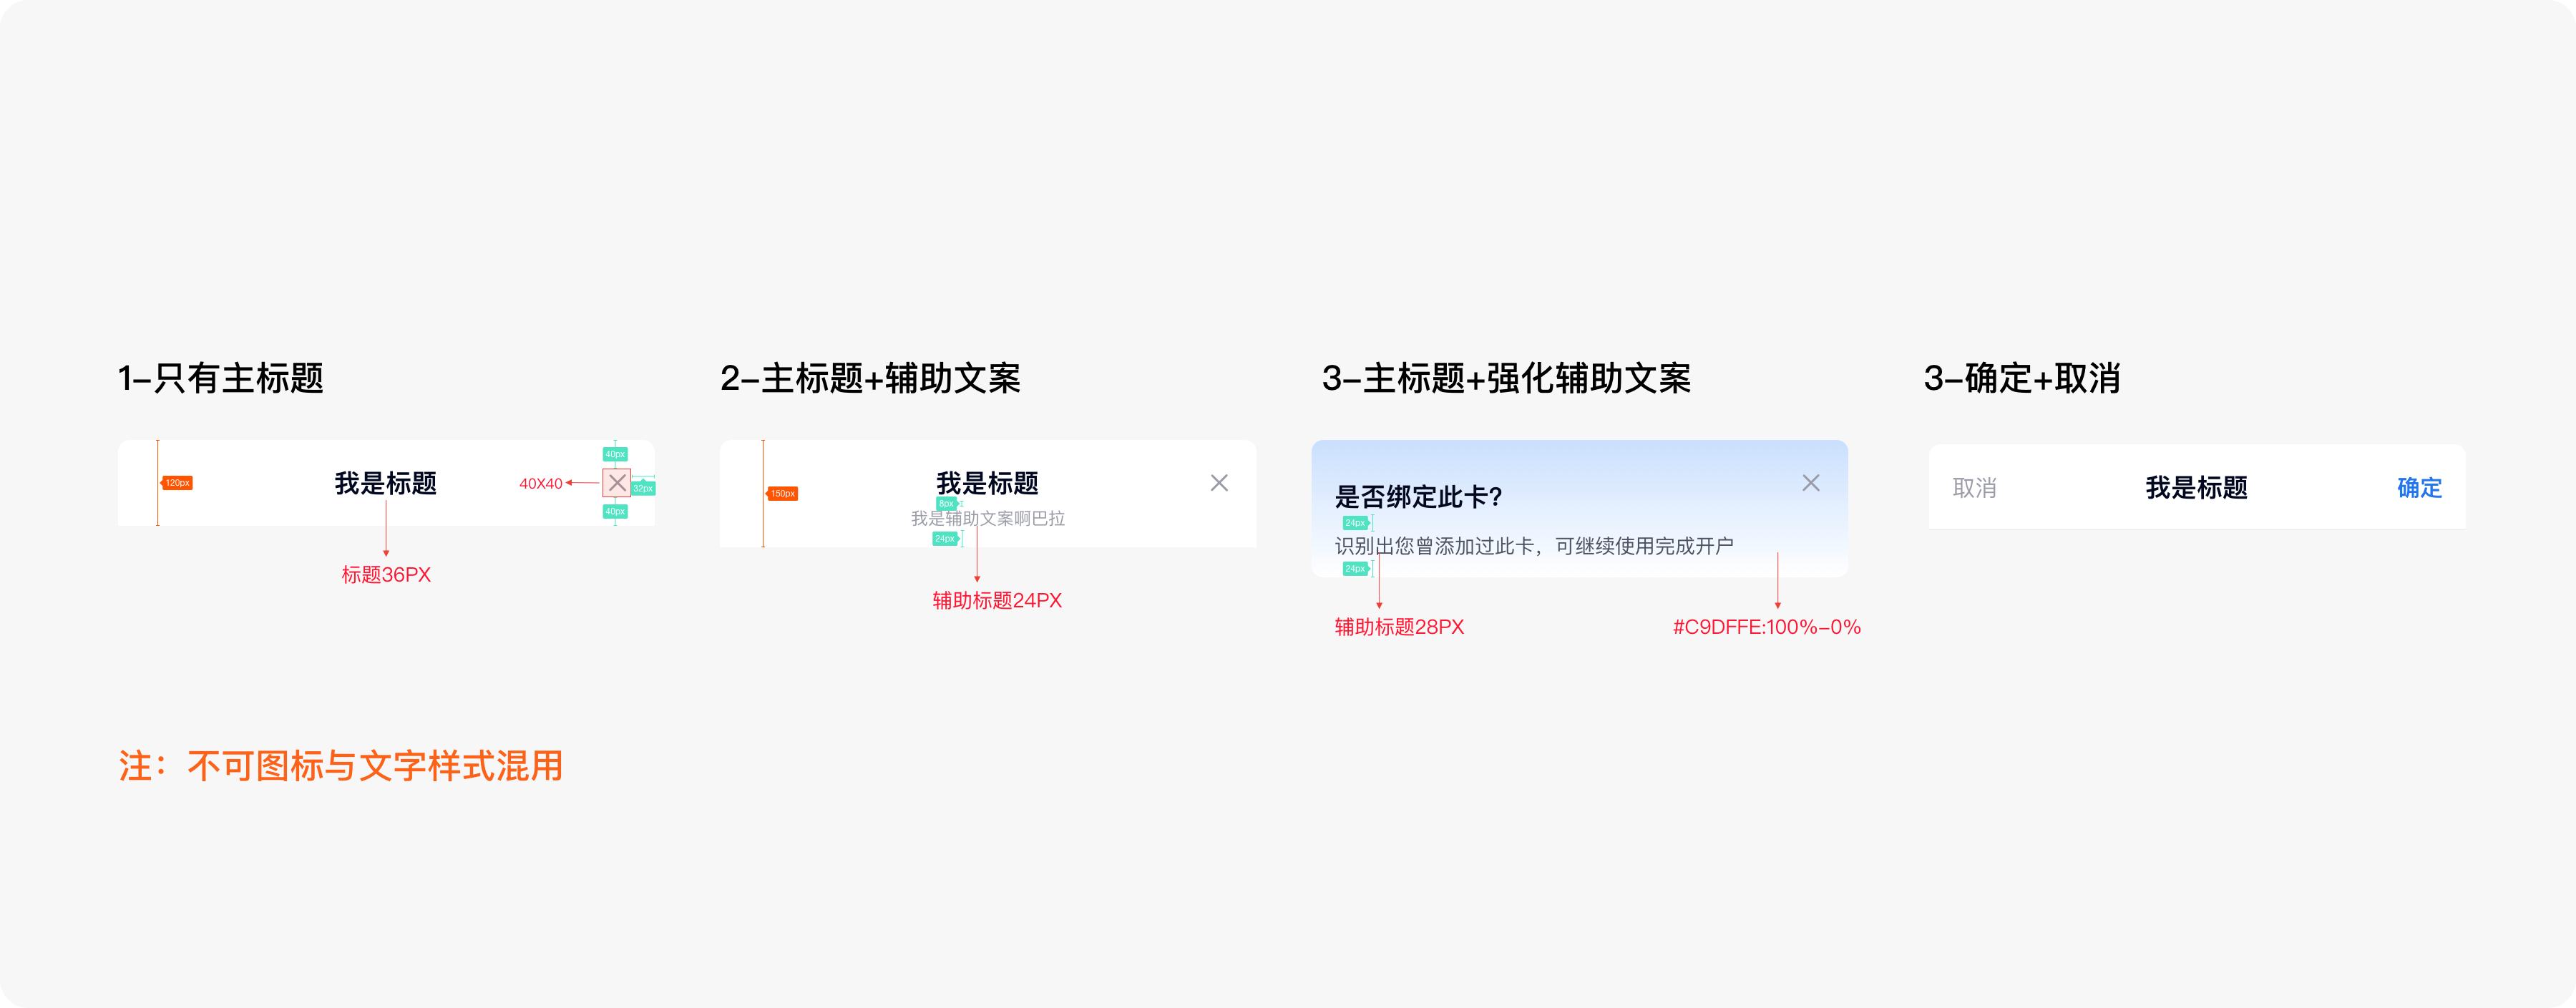 1-只有主标题
120px
我是标题
40X40
40px
32px
40px
标题36PX
2-主标题+辅助文案
150px
我是标题
8px
我是辅助文案啊巴拉
24px
辅助标题24PX
3-主标题+强化辅助文案
是否绑定此卡?
24px
识别出您曾添加过此卡，可继续使用完成开户
24px
辅助标题28PX
#C9DFFE:100%-0%
3-确定+取消
取消
我是标题
确定
注：不可图标与文字样式混用